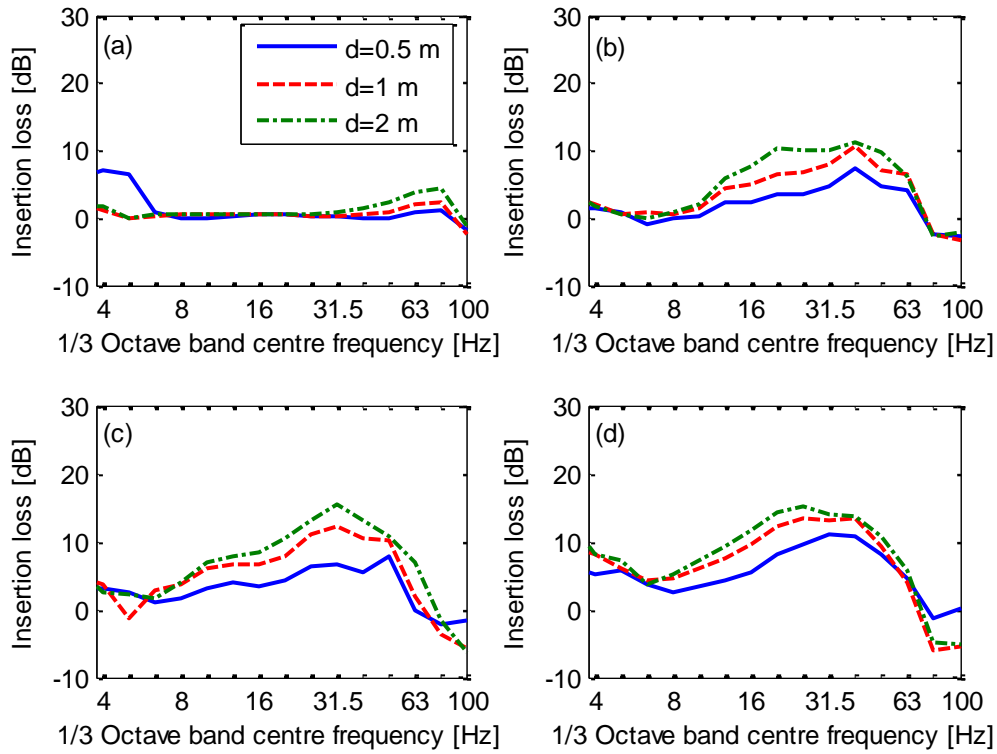 30
20
10
0
-10
Insertion loss [dB]
(a)
d=0.5 m
d=1 m
d=2 m
4 8 16 31.5 63 100
1/3 Octave band centre frequency [Hz]
30
20
10
0
-10
Insertion loss [dB]
(b)
4 8 16 31.5 63 100
1/3 Octave band centre frequency [Hz]
30
20
10
0
-10
Insertion loss [dB]
(c)
4 8 16 31.5 63 100
1/3 Octave band centre frequency [Hz]
30
20
10
0
-10
Insertion loss [dB]
(d)
4 8 16 31.5 63 100
1/3 Octave band centre frequency [Hz]